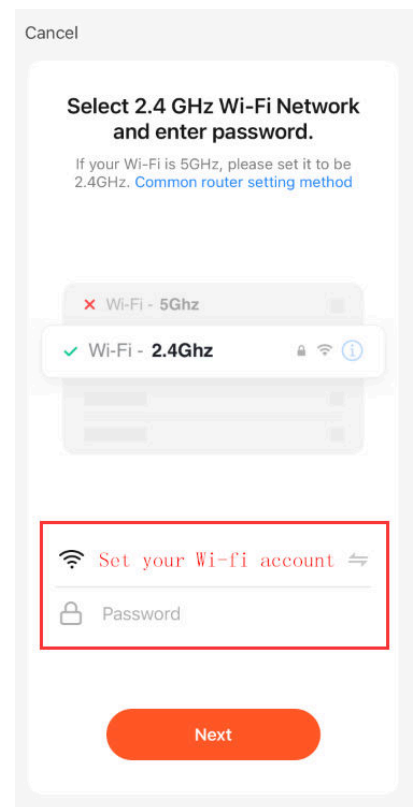 Cancel
Select 2.4 GHz Wi-Fi Network
and enter password.
If your Wi-Fi is 5GHz, please set it to be
2.4GHz. Common router setting method
Wi-Fi - 5Ghz
Wi-Fi - 2.4Ghz
Set your Wi-fi account
Password
Next